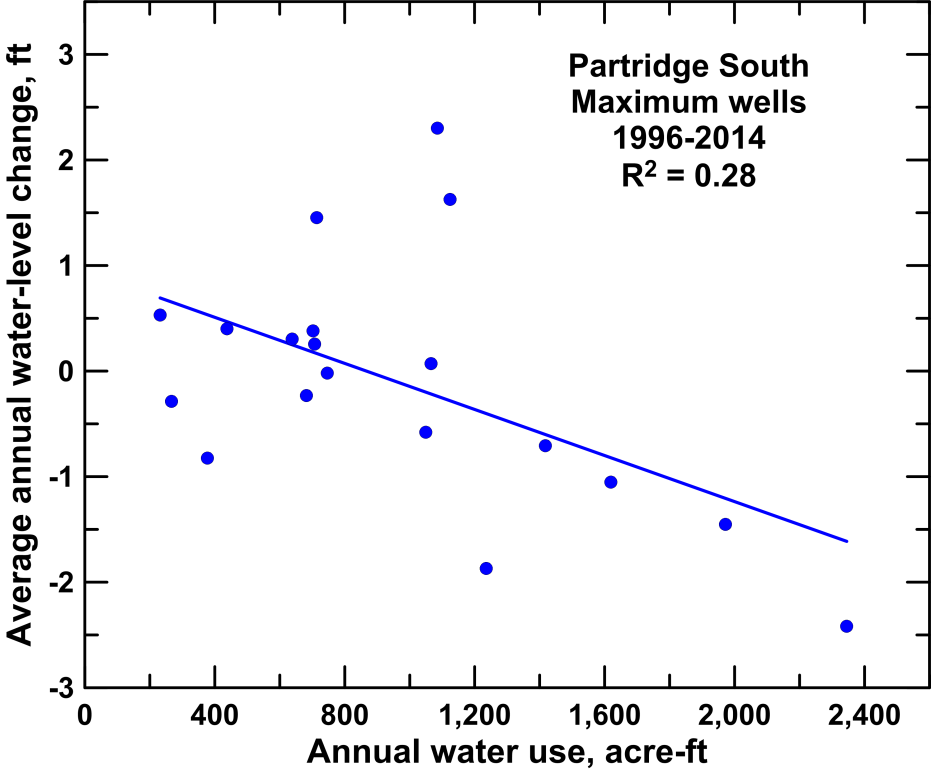 Partridge South
Maximum wells
1996-2014
R² = 0.28
Average annual water-level change, ft
3
2
1
0
-1
-2
-3
0 400 800 1,200 1,600 2,000 2,400
Annual water use, acre-ft